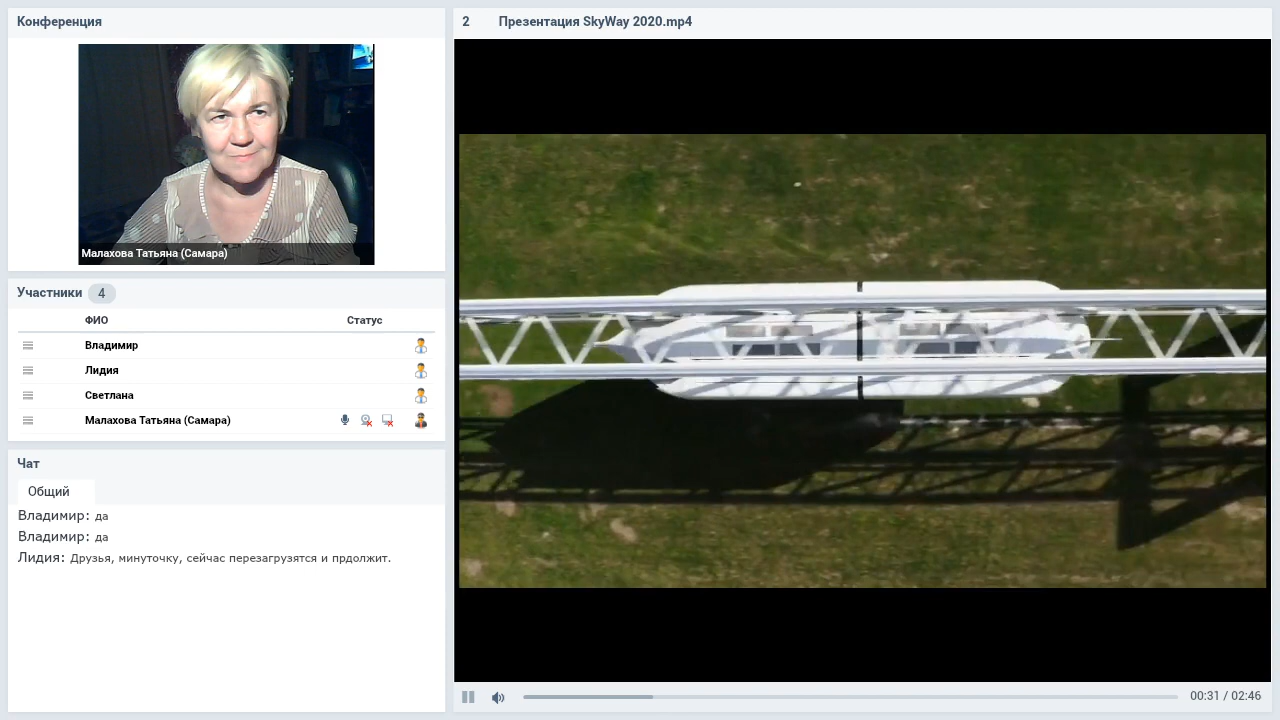 Конференция
Малахова Татьяна (Самара)
Участники 4
ФИО Статус
Владимир
Лидия
Светлана
Малахова Татьяна (Самара)
Чат
Общий
Владимир: да
Владимир: да
Лидия: Друзья, минуточку, сейчас перезагрузятся и прдолжит.
2 Презентация SkyWay 2020.mp4
00:31 / 02:46